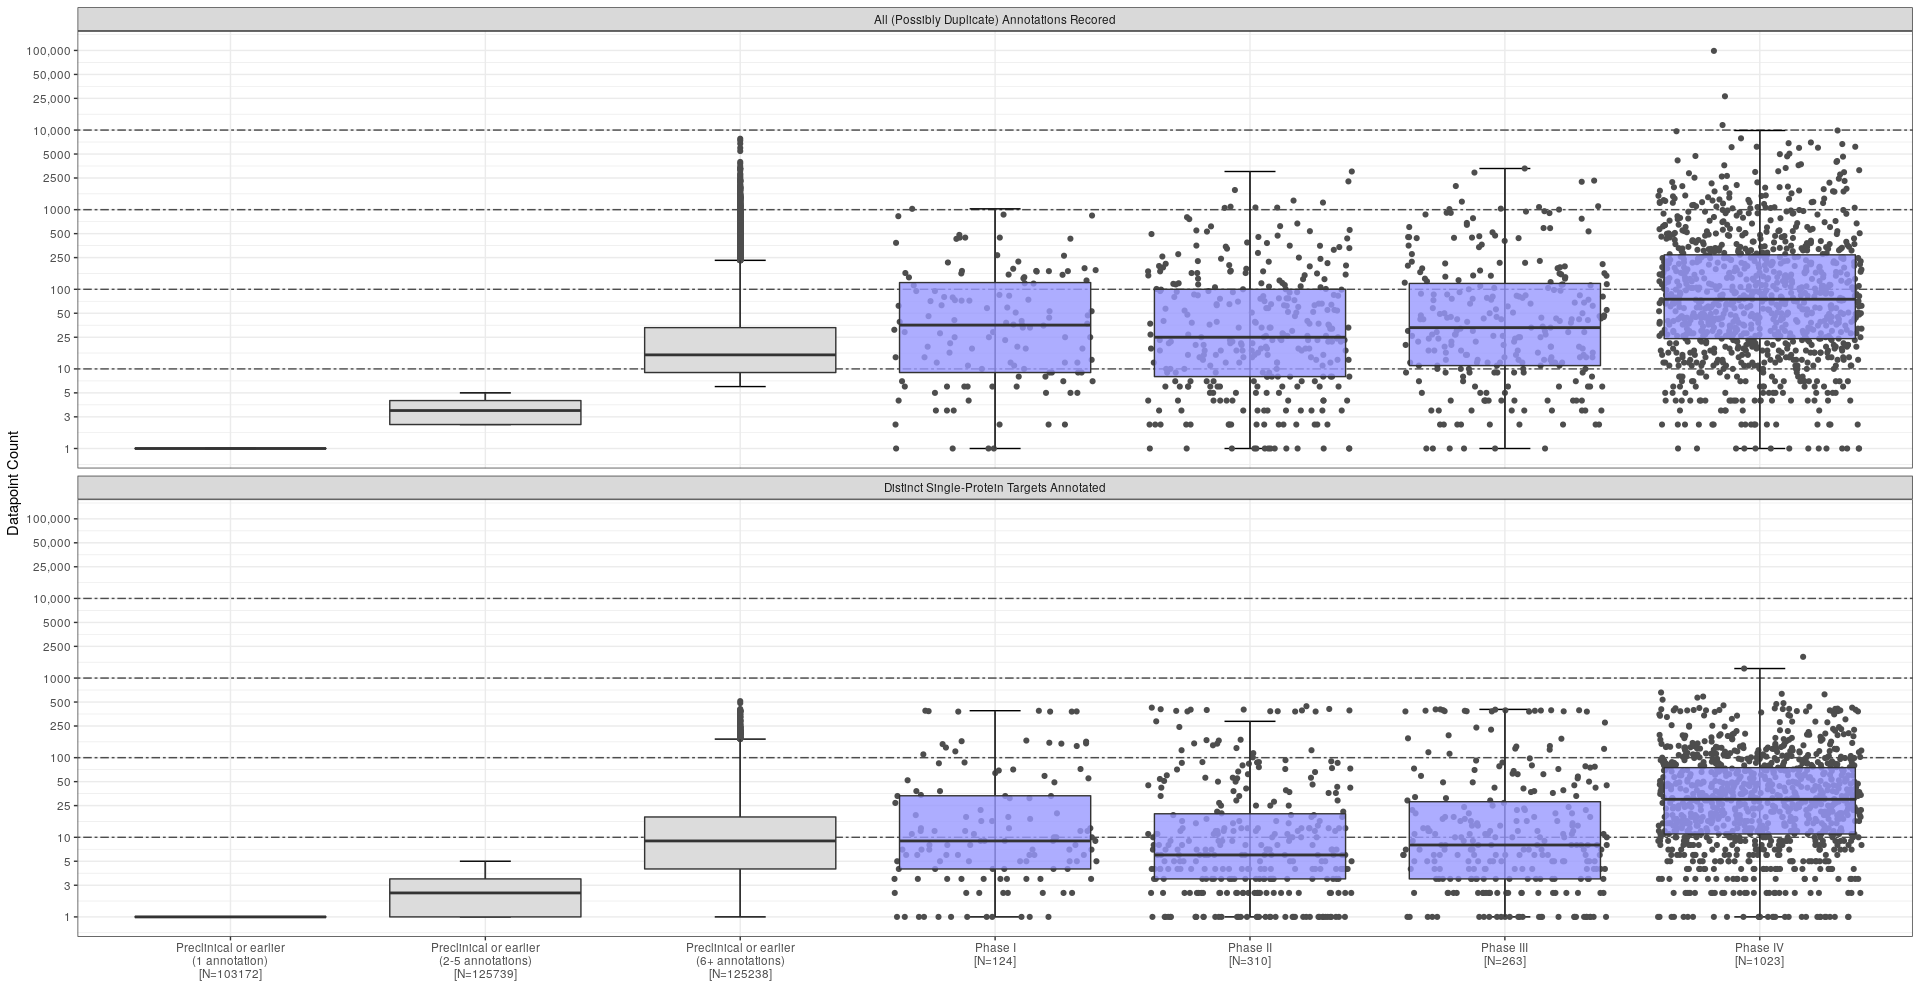 All (Possibly Duplicate) Annotations Recored
100,000
50,000
25,000
10,000
5000
2500
1000
500
250
100
50
25
10
5
3
1
Datapoint Count
Distinct Single-Protein Targets Annotated
100,000
50,000
25,000
10,000
5000
2500
1000
500
250
100
50
25
10
5
3
1
Preclinical or earlier
(1 annotation)
[N=103172]
Preclinical or earlier
(2-5 annotations)
[N=125739]
Preclinical or earlier
(6+ annotations)
[N=125238]
Phase I
[N=124]
Phase II
[N=310]
Phase III
[N=263]
Phase IV
[N=1023]